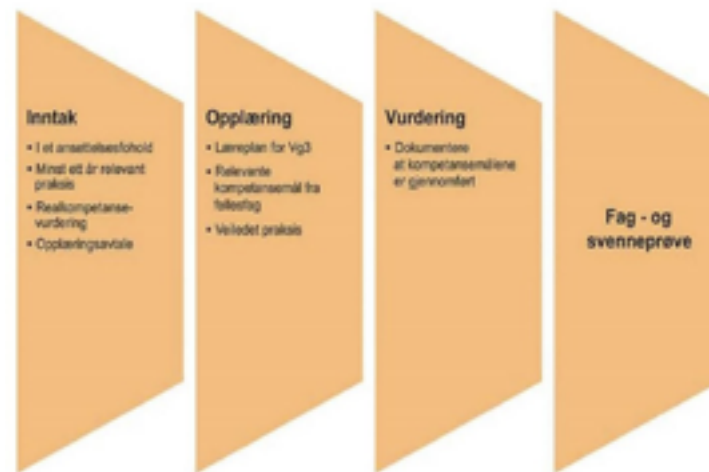 Inntak
• I et ansettelsesfohold
• Minst ett år relevant
praksis
• Realkompetanse-
vurdering
• Opplæringsavtale
Opplæring
• Læreplan for Vg3
• Relevante
kompetansemål fra
fellesfag
• Veiledet praksis
Vurdering
• Dokumentere
at kompetansemålene
er gjennomført
Fag - og
svenneprøve